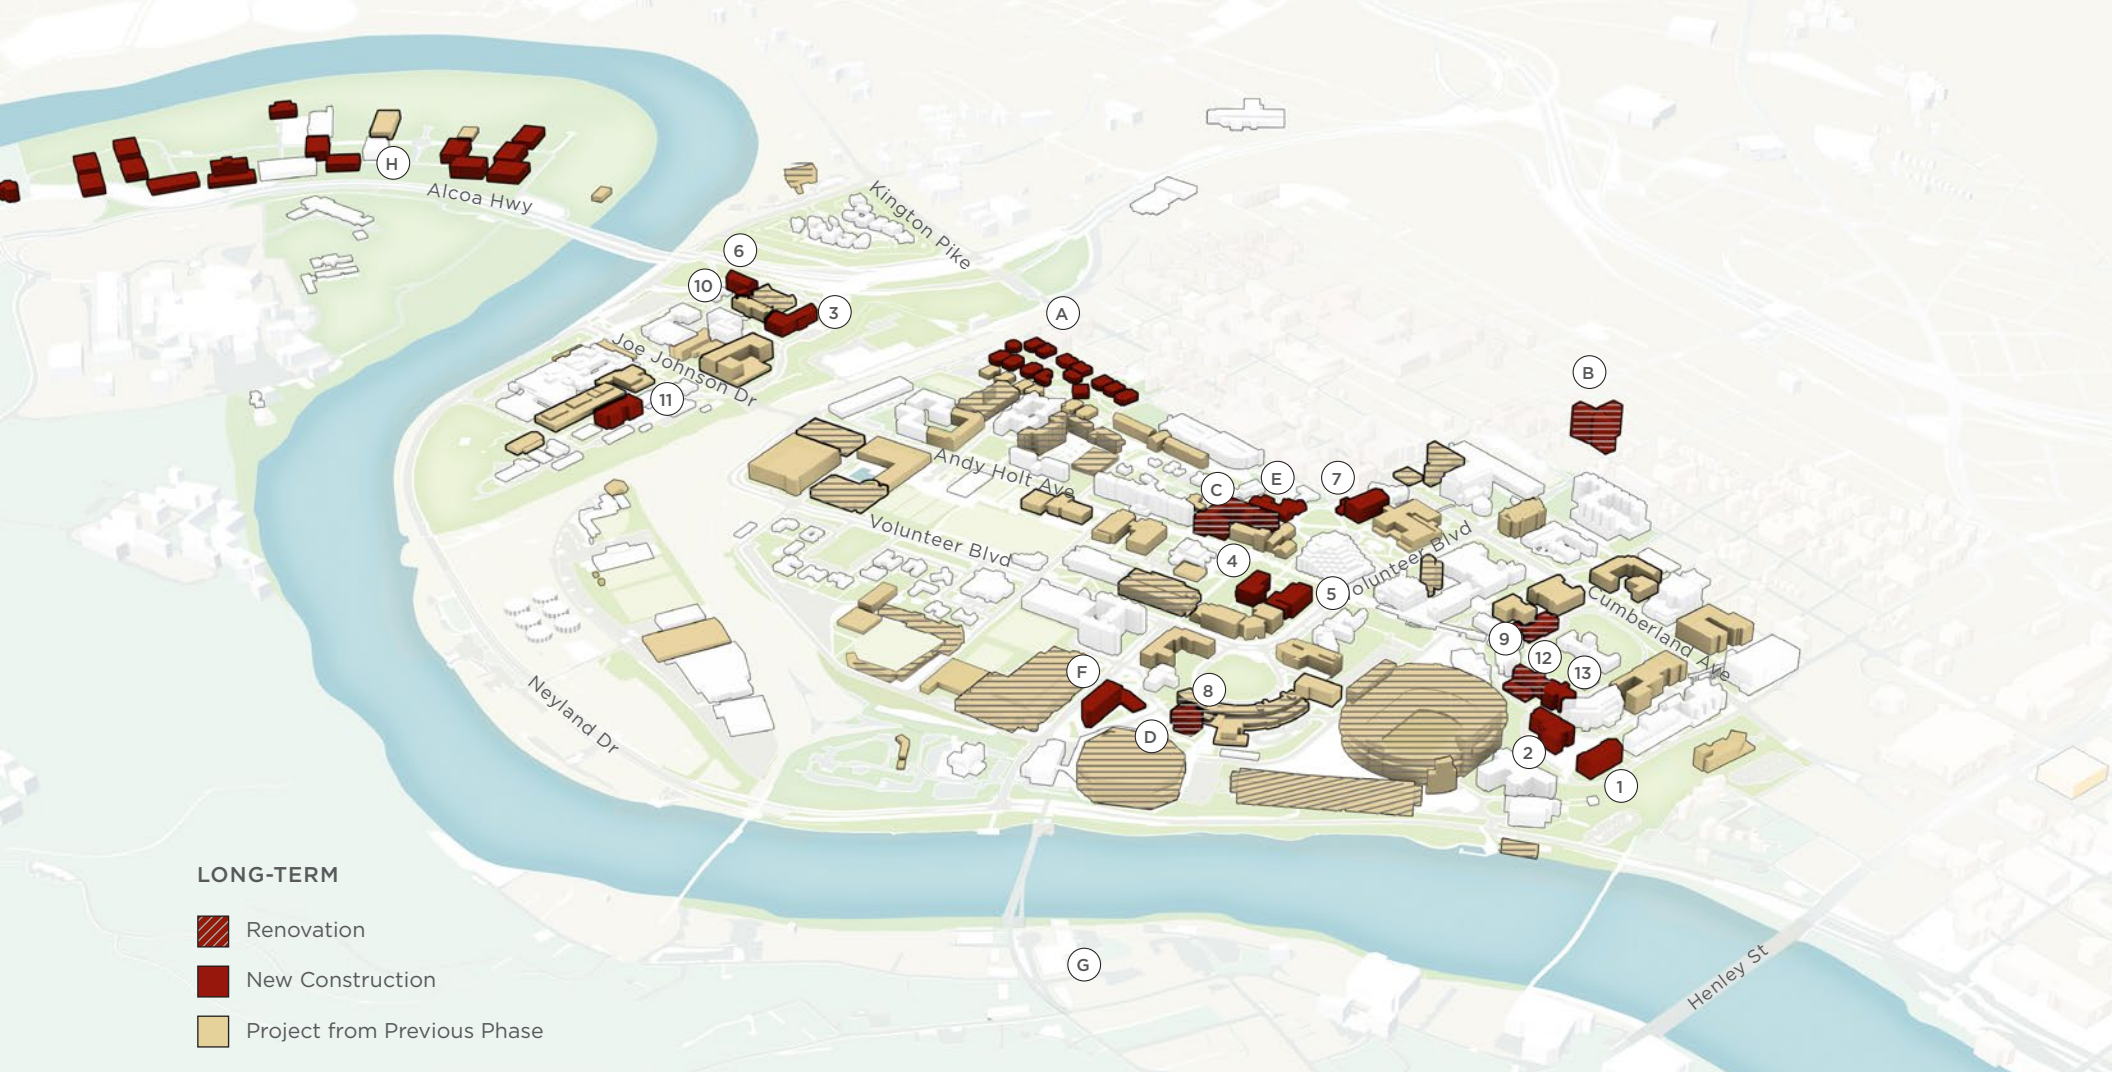 H
Alcoa Hwy
Kington Pike
6
10
3
A
Joe Johnson Dr
11
B
Andy Holt Ave
C
E
7
Volunteer Blvd
4
5
Volunteer Blvd
Cumberland Ave
9
12
13
F
8
D
2
1
Neyland Dr
G
Henley St
LONG-TERM
Renovation
New Construction
Project from Previous Phase